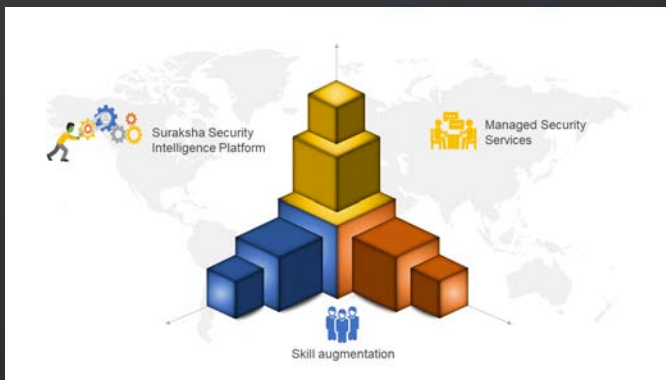 Suraksha Security
Intelligence Platform
Managed Security
Services
Skill augmentation